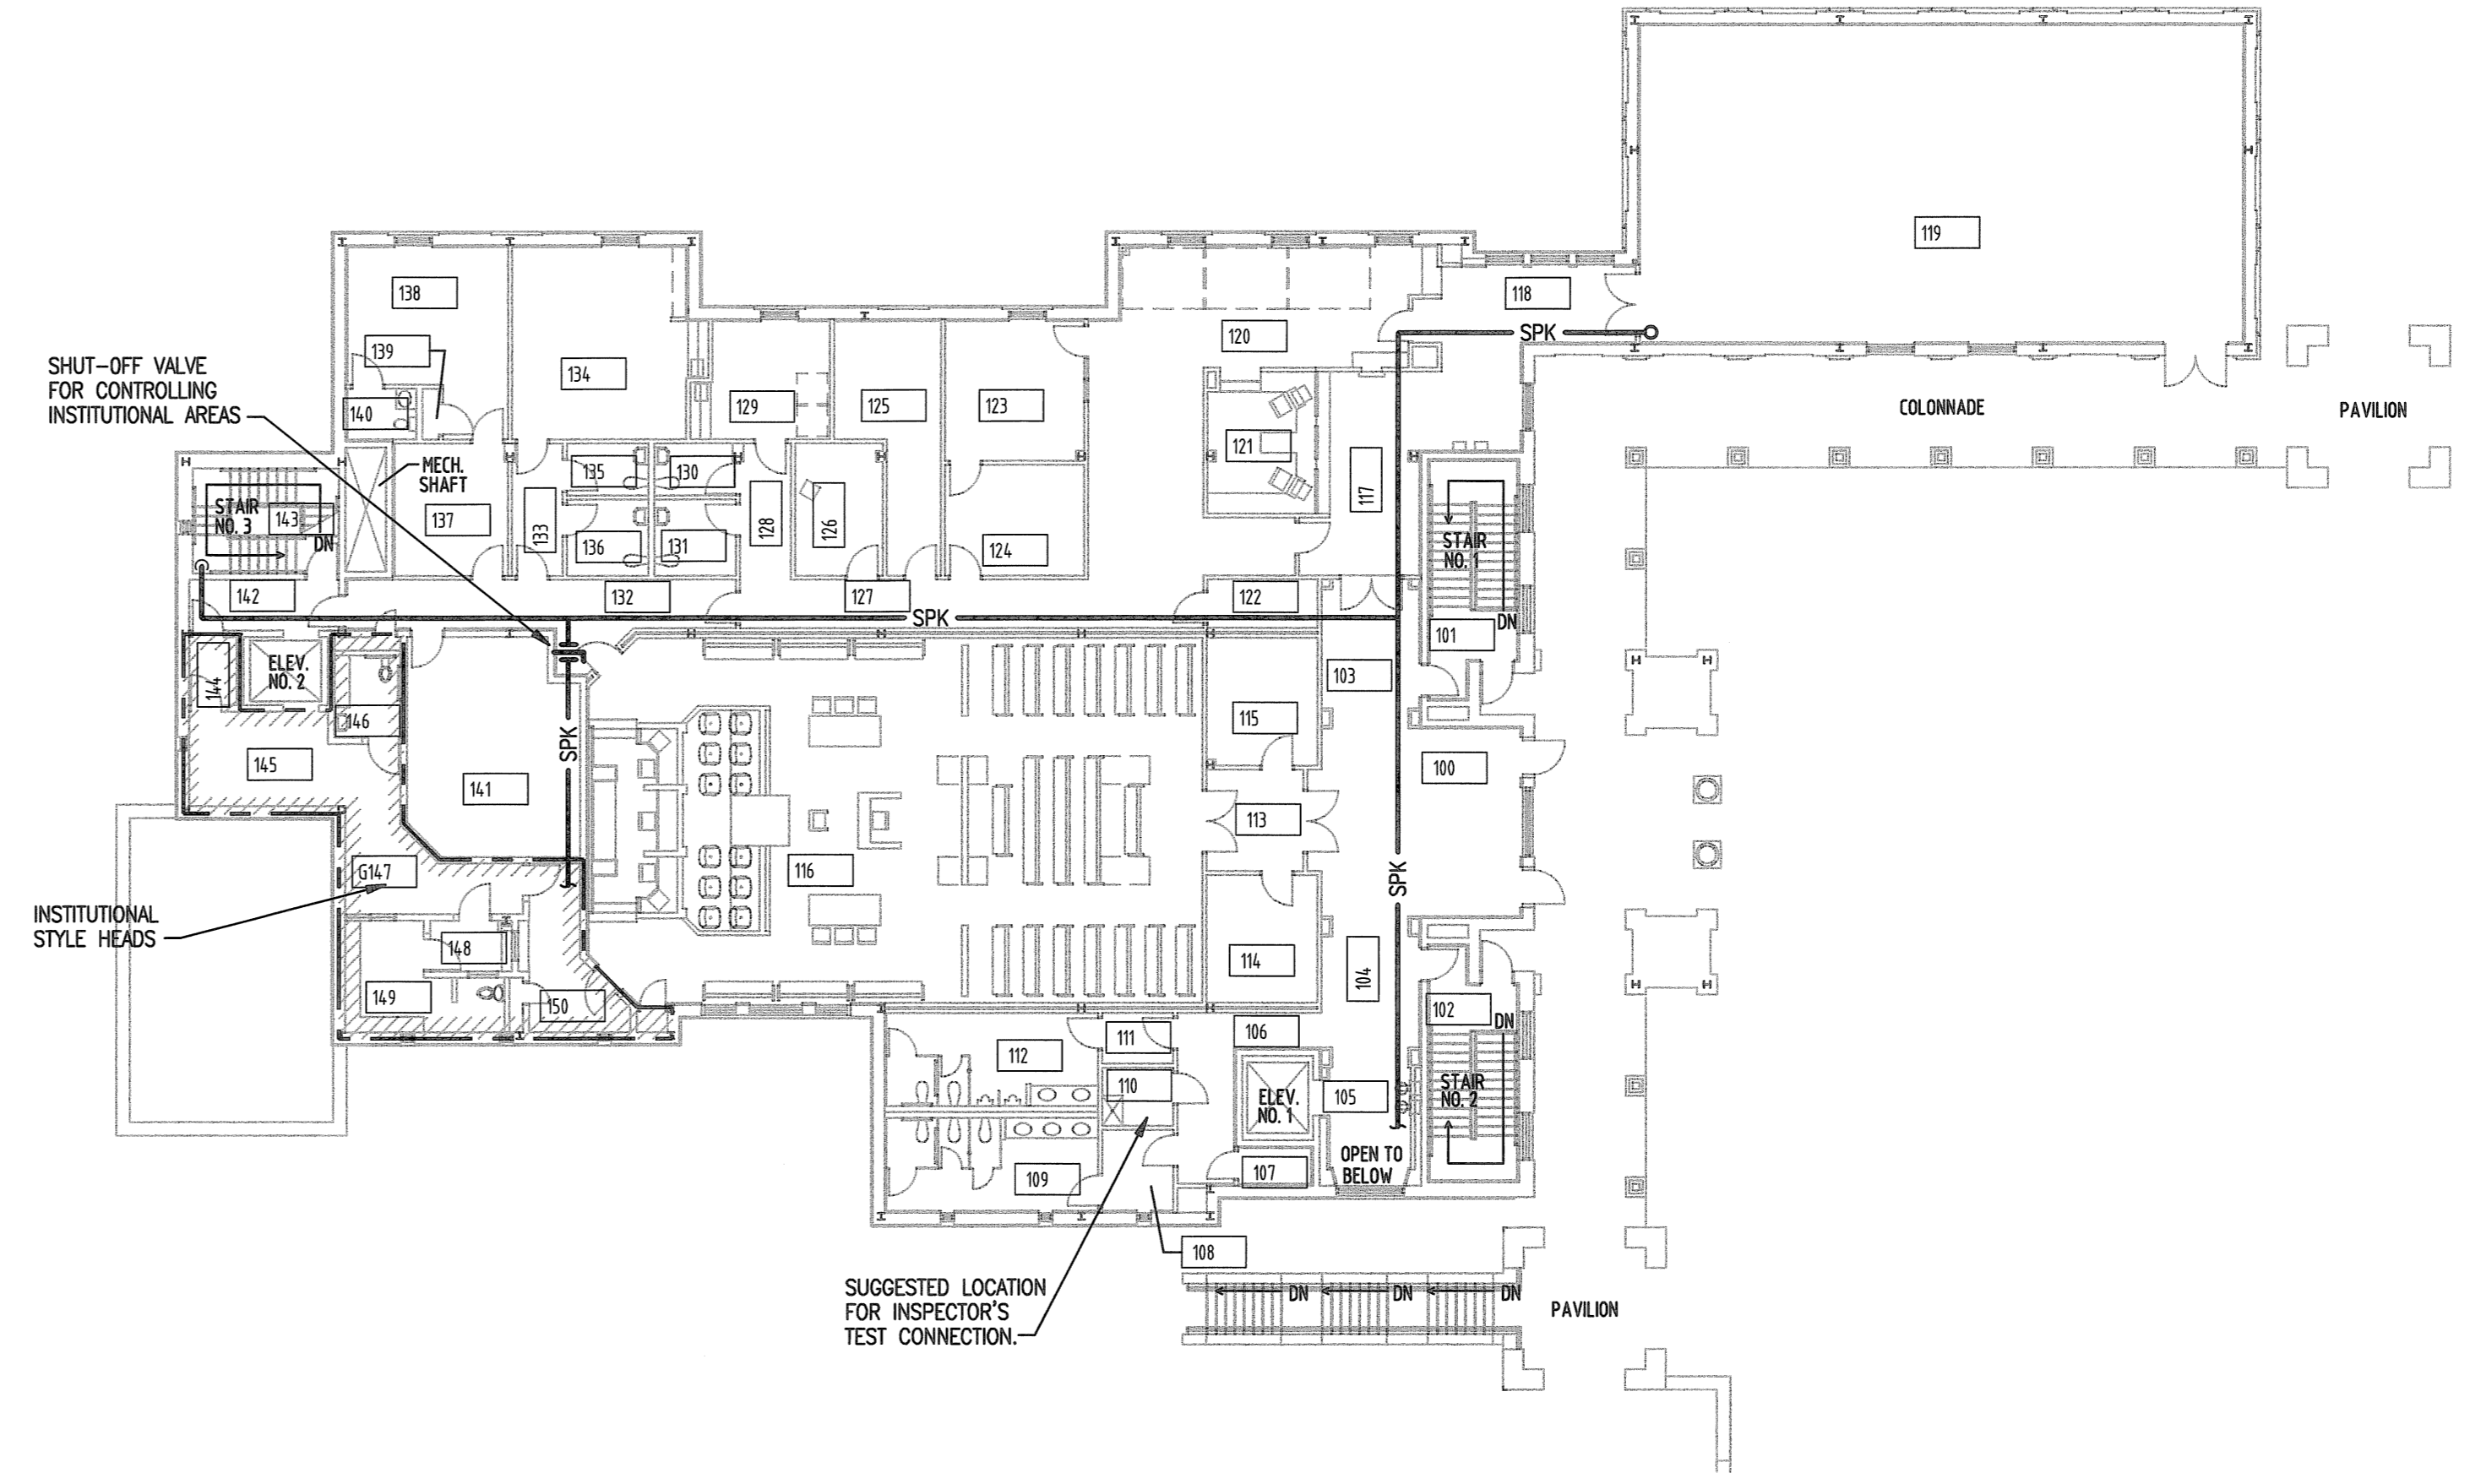 119
138
118
SPK
139
120
SHUT-OFF VALVE
FOR CONTROLLING
INSTITUTIONAL AREAS
134
140
129
125
123
COLONNADE
PAVILION
121
MECH.
SHAFT
135
130
117
STAIR
NO. 3
143
DN
137
133
136
131
128
126
124
STAIR
NO. 1
142
132
127
122
SPK
DN
101
144
ELEV.
NO. 2
146
103
115
SPK
145
141
100
113
116
G147
SPK
INSTITUTIONAL
STYLE HEADS
148
149
150
114
104
102
DN
112
111
106
110
ELEV.
NO. 1
105
STAIR
NO. 2
109
107
OPEN TO
BELOW
108
SUGGESTED LOCATION
FOR INSPECTOR'S
TEST CONNECTION.
DN
DN
DN
PAVILION